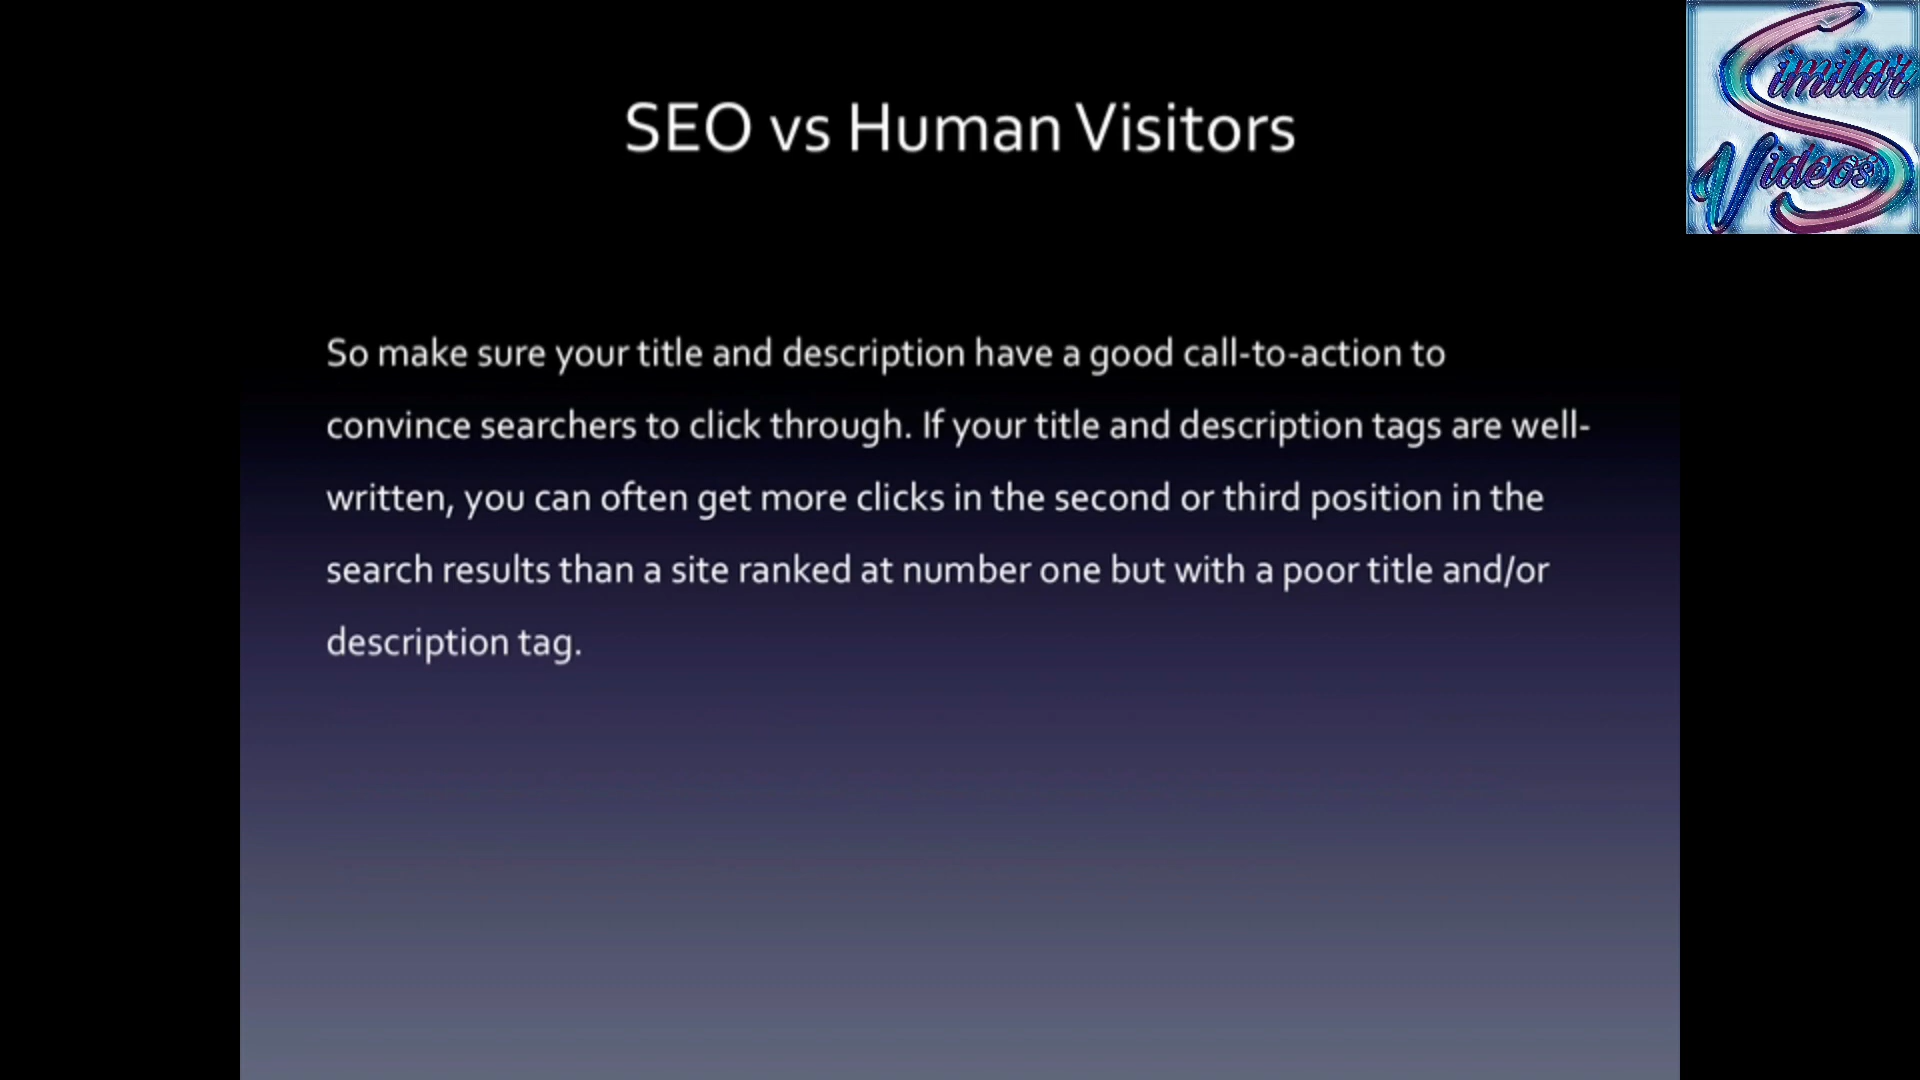 SEO vs Human Visitors
Similar
Videos
So make sure your title and description have a good call-to-action to
convince searchers to click through. If your title and description tags are well-
written, you can often get more clicks in the second or third position in the
search results than a site ranked at number one but with a poor title and/or
description tag.